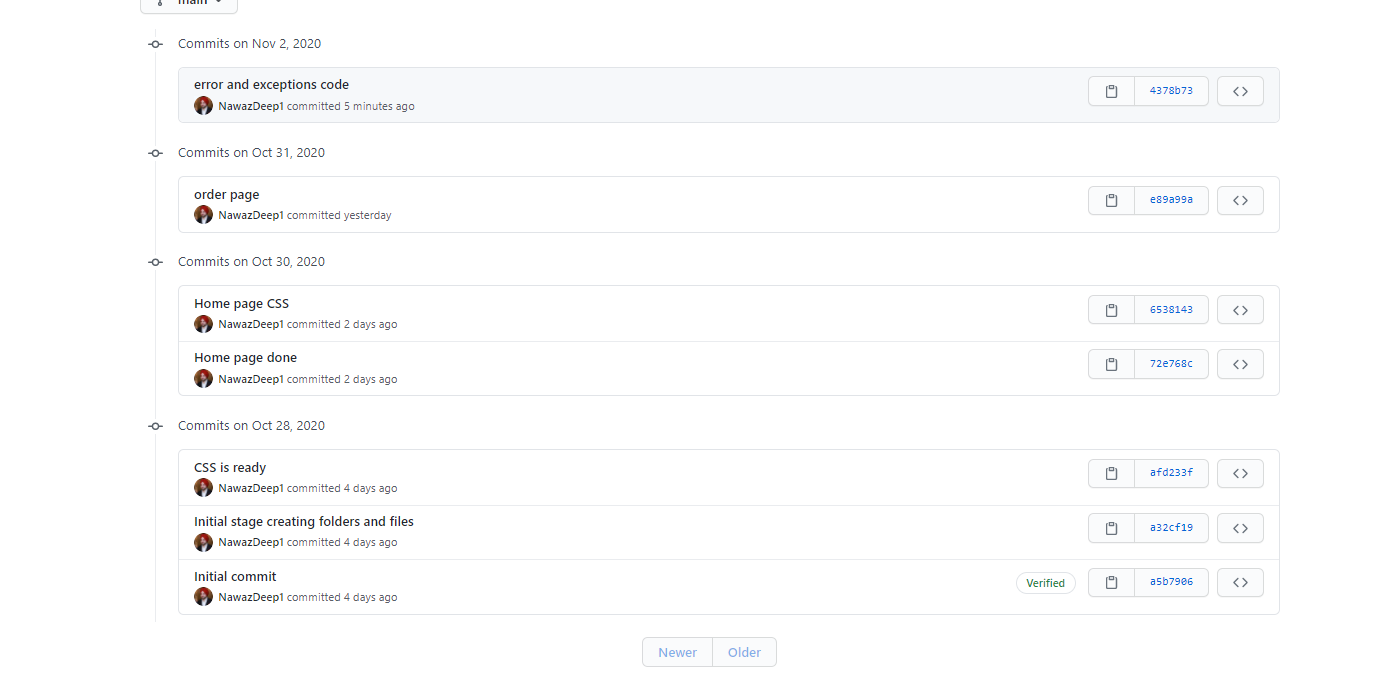 main
Commits on Nov 2, 2020
error and exceptions code
NawazDeep1 committed 5 minutes ago
4378b73
Commits on Oct 31, 2020
order page
NawazDeep1 committed yesterday
e89a99a
Commits on Oct 30, 2020
Home page CSS
NawazDeep1 committed 2 days ago
6538143
Home page done
NawazDeep1 committed 2 days ago
72e768c
Commits on Oct 28, 2020
CSS is ready
NawazDeep1 committed 4 days ago
afd233f
Initial stage creating folders and files
NawazDeep1 committed 4 days ago
a32cf19
Initial commit
NawazDeep1 committed 4 days ago
Verified
a5b7906
Newer Older